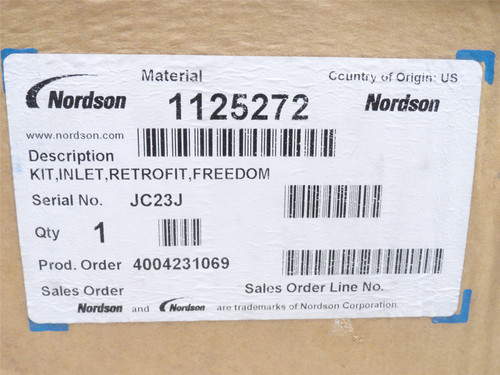 Material Country of Origin: US
Nordson 1125272 Nordson
www.nordson.com
Description
KIT,INLET,RETROFIT,FREEDOM
Serial No. JC23J
Qty 1
Prod. Order 4004231069
Sales Order Sales Order Line No.
Nordson and Nordson are trademarks of Nordson Corporation.